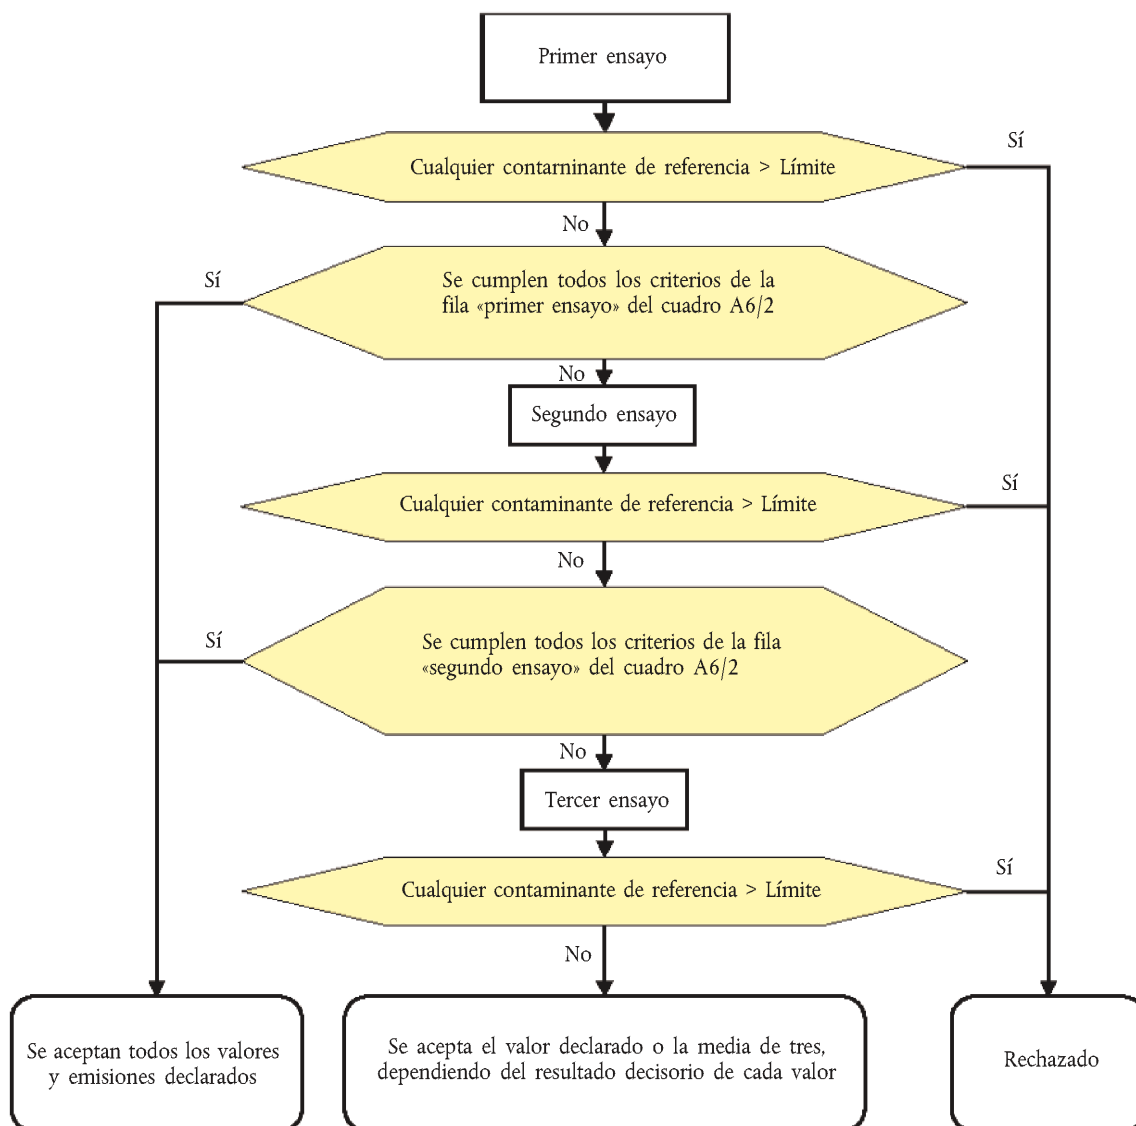 Primer ensayo
Sí
Cualquier contarninante de referencia > Límite
No
Sí
Se cumplen todos los criterios de la
fila «primer ensayo» del cuadro A6/2
No
Segundo ensayo
Sí
Cualquier contaminante de referencia > Límite
No
Sí
Se cumplen todos los criterios de la fila
«segundo ensayo» del cuadro A6/2
No
Tercer ensayo
Sí
Cualquier contaminante de referencia > Límite
No
Se aceptan todos los valores
y emisiones declarados
Se acepta el valor declarado o la media de tres,
dependiendo del resultado decisorio de cada valor
Rechazado